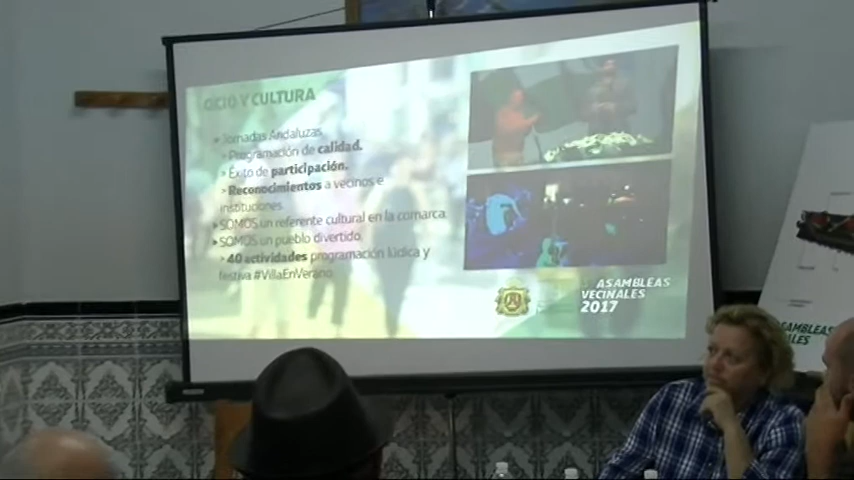 OCIO Y CULTURA
Jornadas Andaluzas
Programación de calidad.
Éxito de participación.
Reconocimientos a vecinos e
instituciones.
SOMOS un referente cultural en la comarca.
SOMOS un pueblo divertido.
40 actividades programación lúdica y
festiva #VillaEnVerano
ASAMBLEAS
VECINALES
2017
ASAMBLEAS